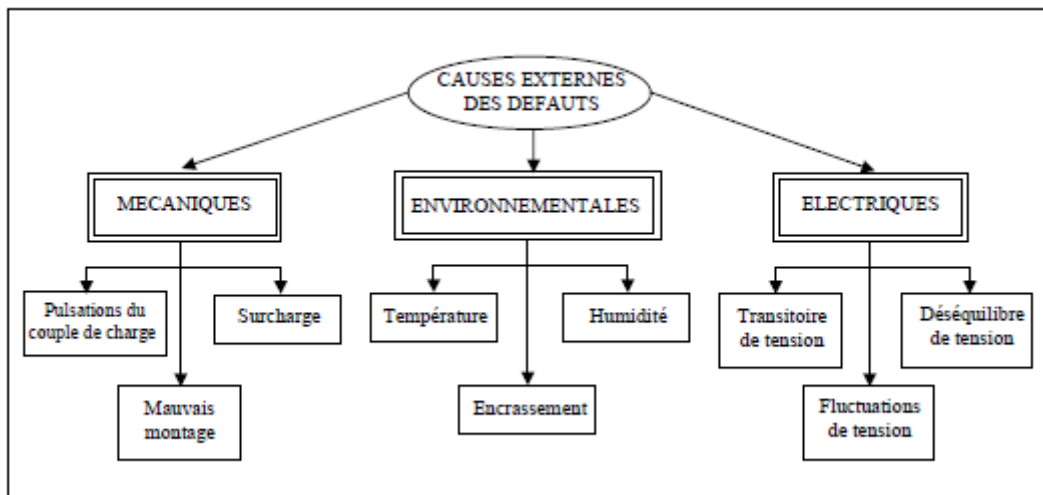 CAUSES EXTERNES
DES DEFAUTS
MECANIQUES
ENVIRONNEMENTALES
ELECTRIQUES
Pulsations du
couple de charge
Surcharge
Mauvais
montage
Température
Humidité
Encrassement
Transitoire
de tension
Déséquilibre
de tension
Fluctuations
de tension